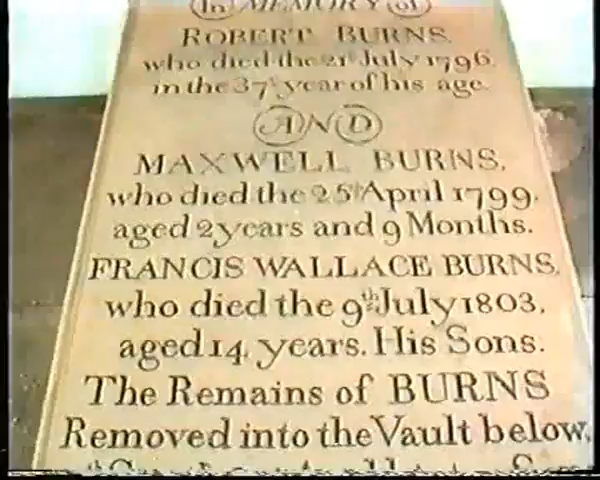 In MEMORY of
ROBERT BURNS,
who died the 21st July 1796,
in the 37th year of his age.
AND
MAXWELL BURNS,
who died the 25th April 1799,
aged 2 years and 9 Months.
FRANCIS WALLACE BURNS,
who died the 9th July 1803,
aged 14, years. His Sons.
The Remains of BURNS
Removed into the Vault below,